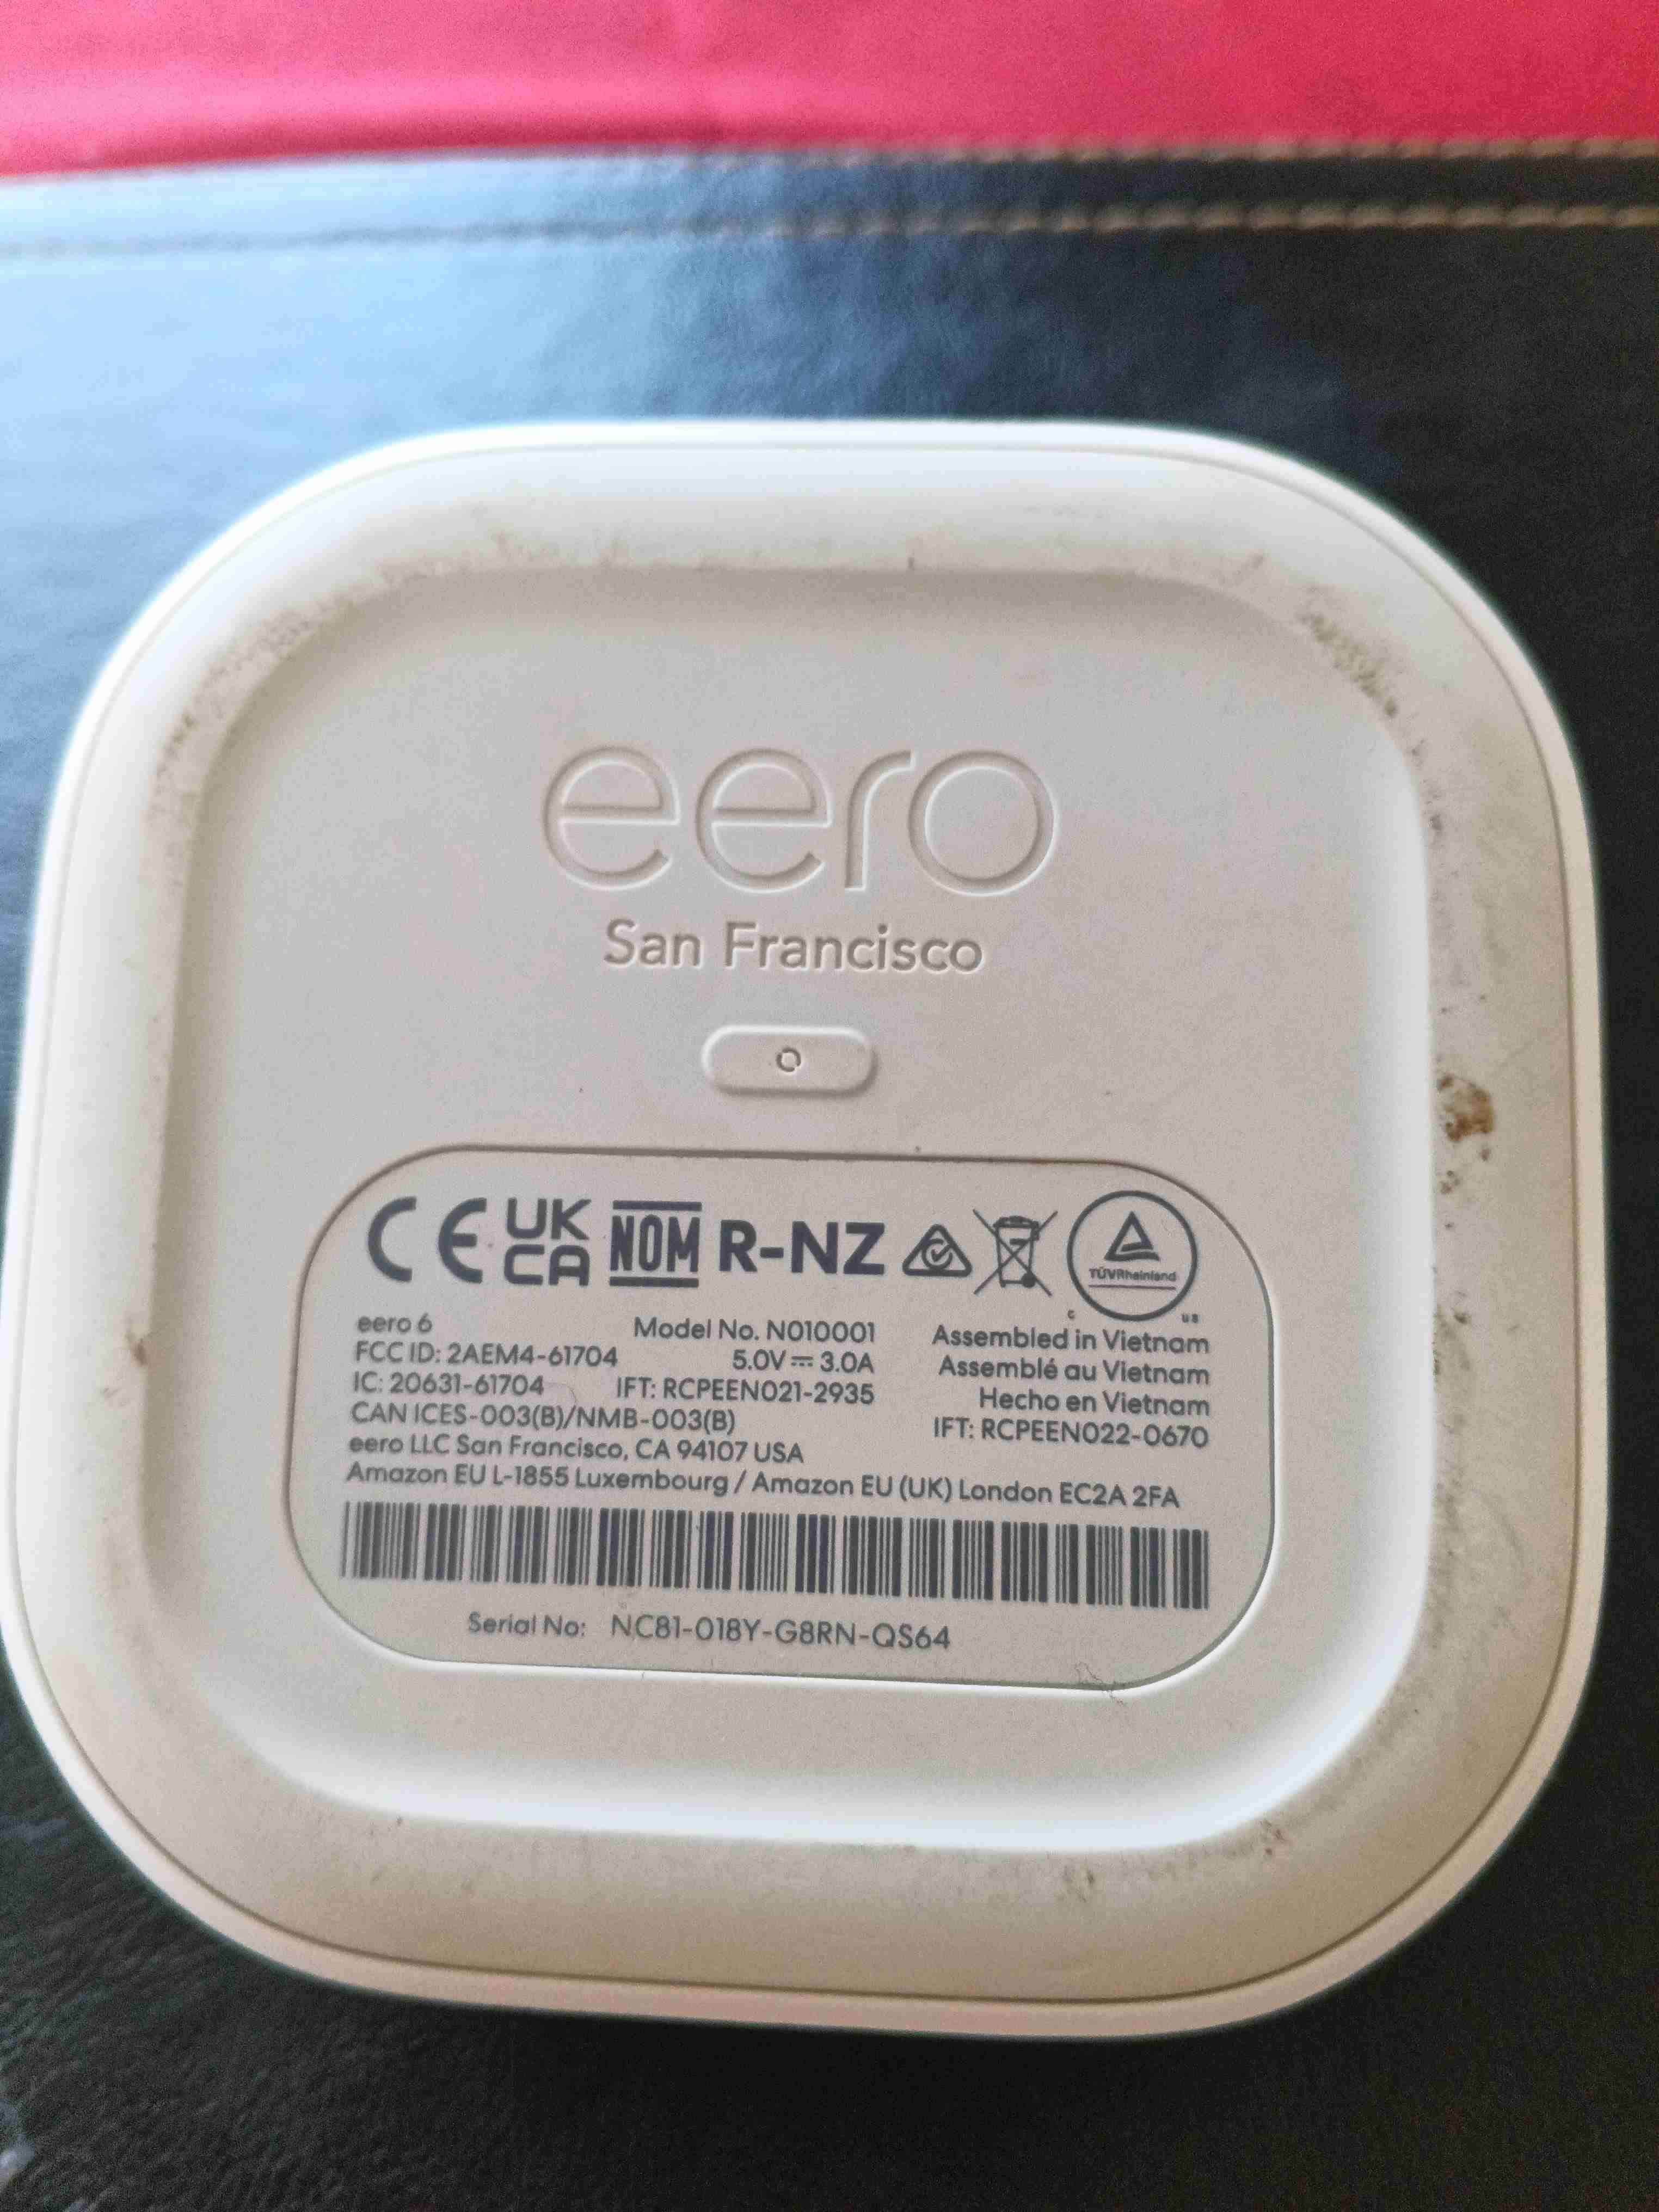 eero
San Francisco
CE UK CA NOM R-NZ TÜVRheinland
c us
eero 6 Model No. N010001 Assembled in Vietnam
FCC ID: 2AEM4-61704 5.0V⎓3.0A Assemblé au Vietnam
IC: 20631-61704 IFT: RCPEEN021-2935 Hecho en Vietnam
CAN ICES-003(B)/NMB-003(B) IFT: RCPEEN022-0670
eero LLC San Francisco, CA 94107 USA
Amazon EU L-1855 Luxembourg / Amazon EU (UK) London EC2A 2FA
Serial No: NC81-018Y-G8RN-QS64